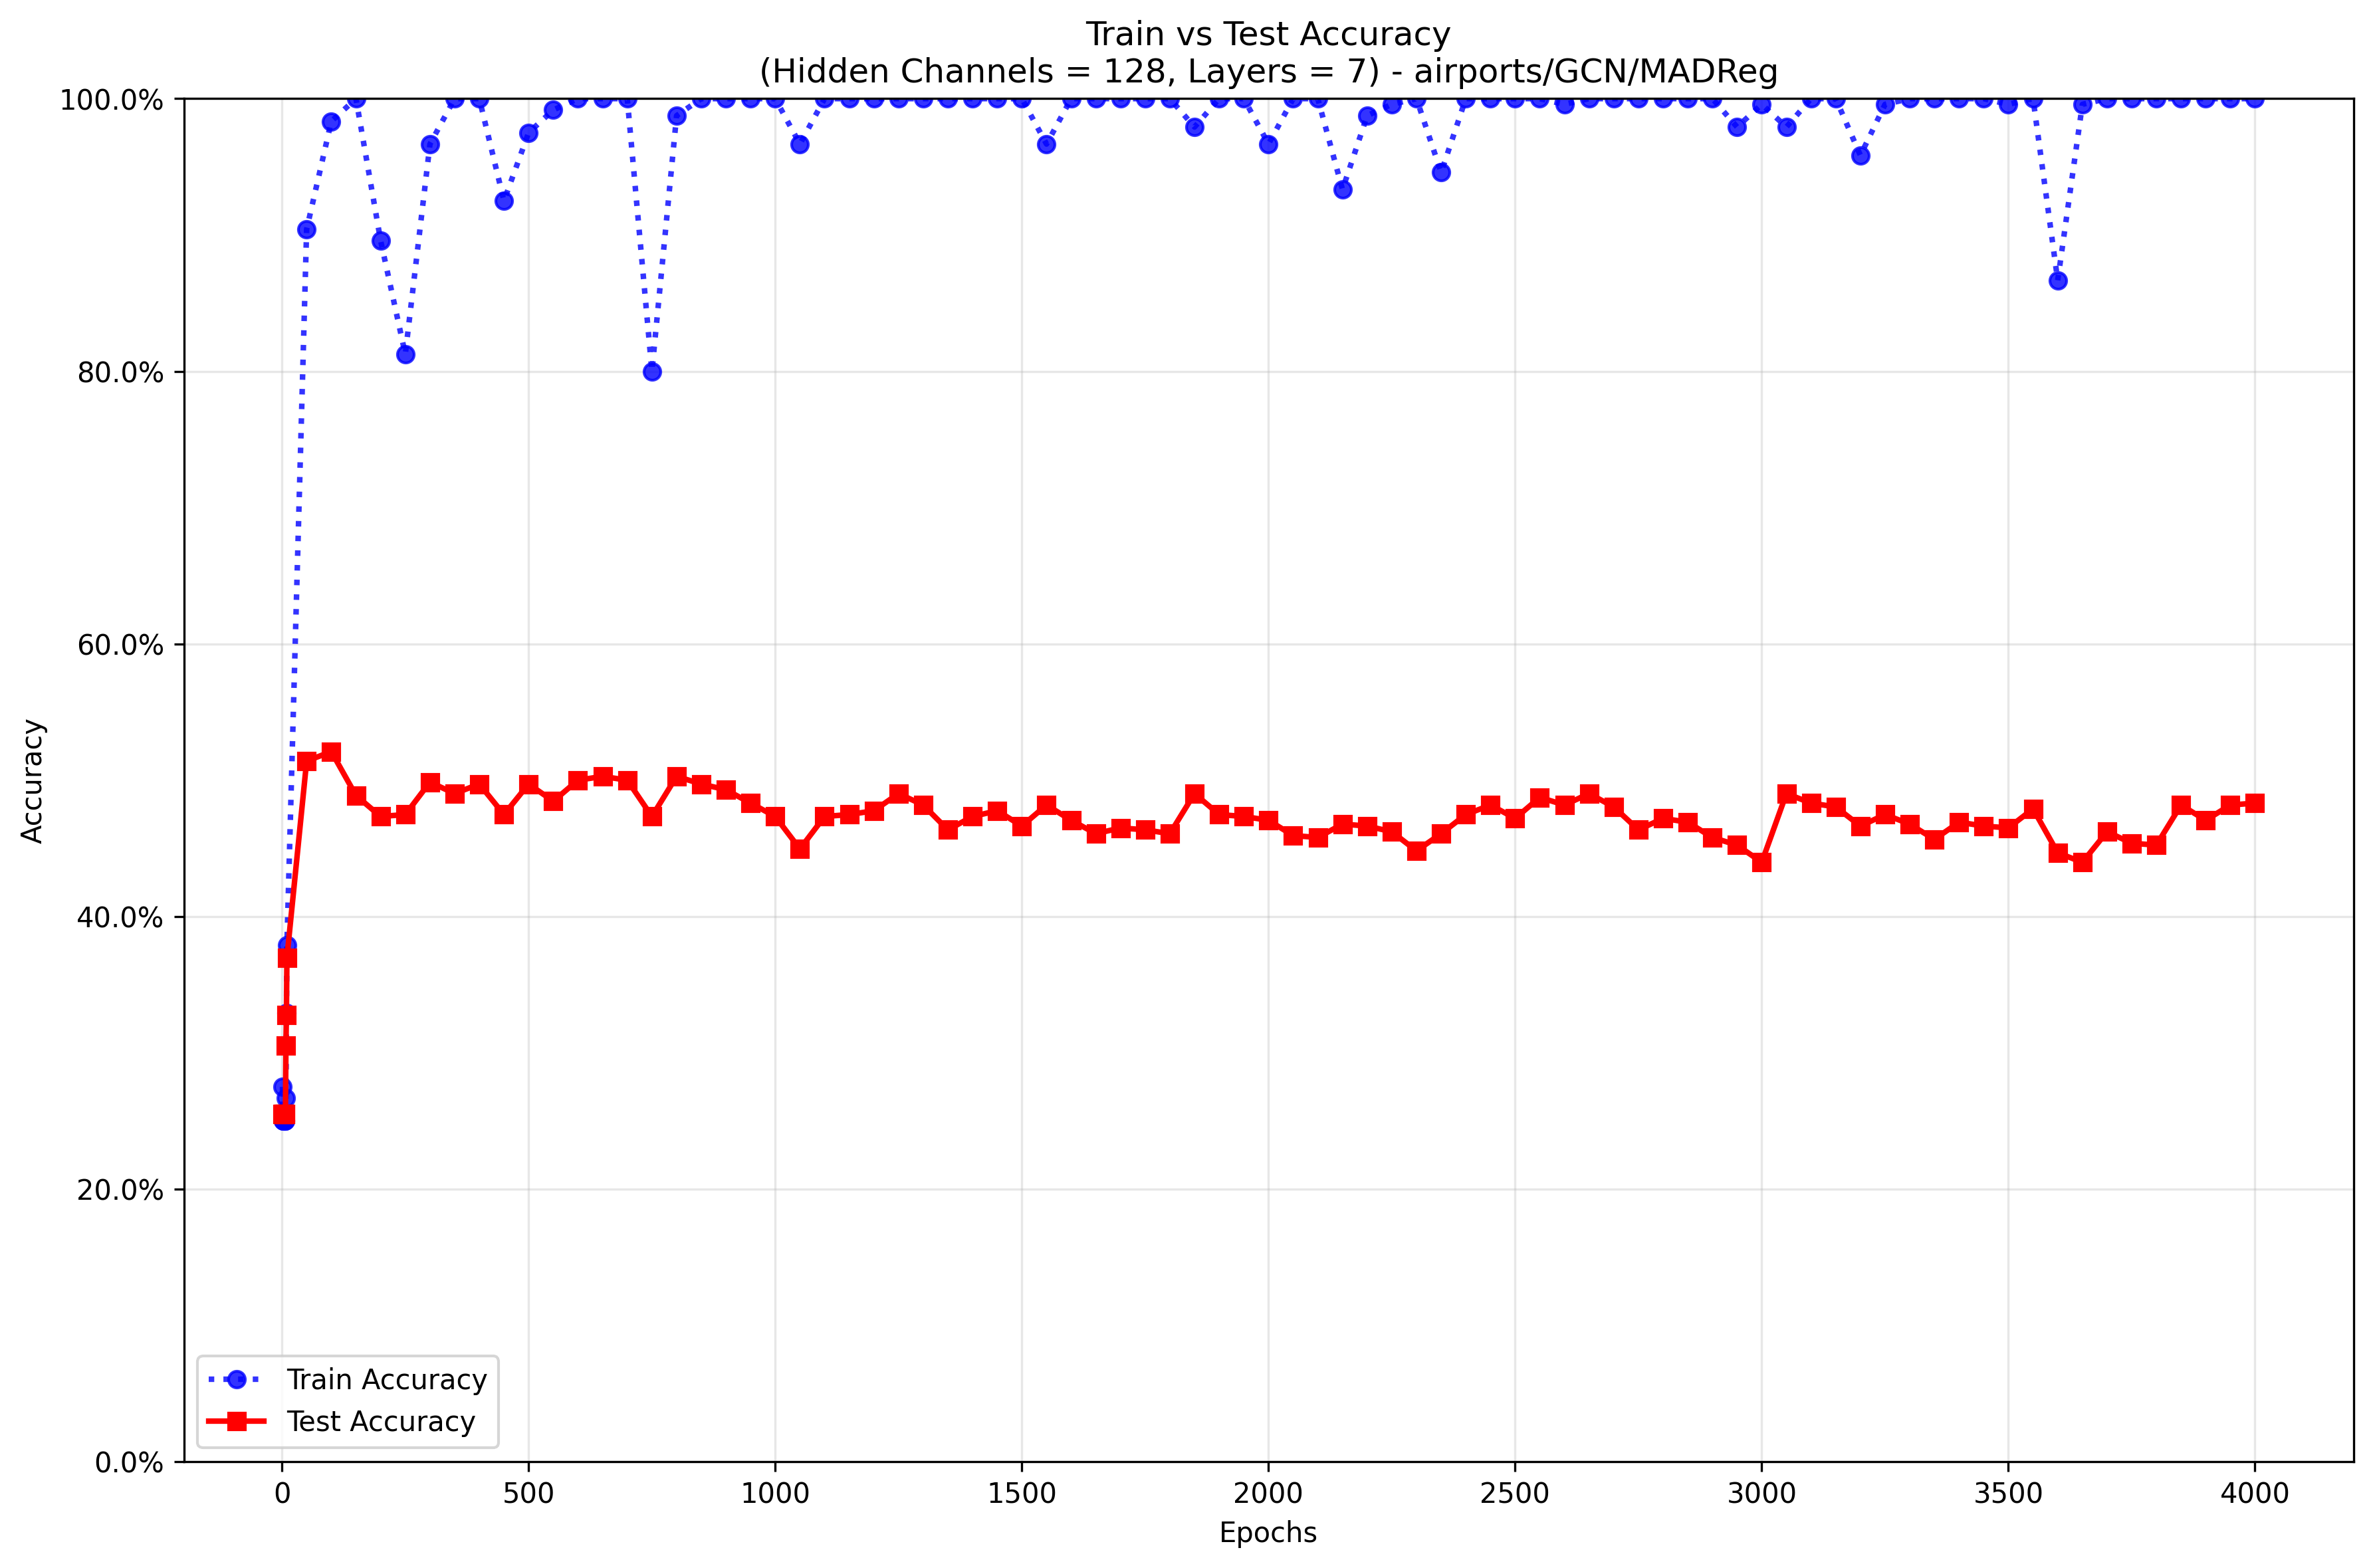 Train vs Test Accuracy
(Hidden Channels = 128, Layers = 7) - airports/GCN/MADReg
100.0%
80.0%
60.0%
40.0%
20.0%
0.0%
Accuracy
Train Accuracy
Test Accuracy
0 500 1000 1500 2000 2500 3000 3500 4000
Epochs